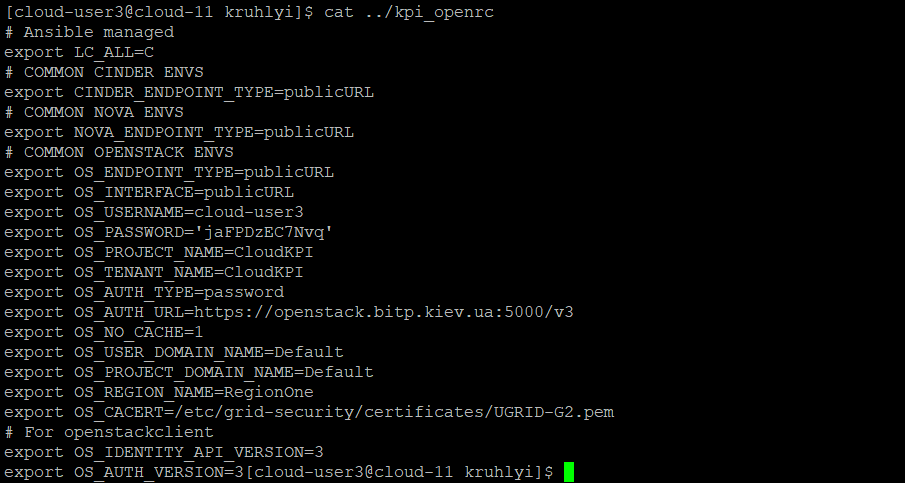 [cloud-user3@cloud-11 kruhlyi]$ cat ../kpi_openrc
# Ansible managed
export LC_ALL=C
# COMMON CINDER ENVS
export CINDER_ENDPOINT_TYPE=publicURL
# COMMON NOVA ENVS
export NOVA_ENDPOINT_TYPE=publicURL
# COMMON OPENSTACK ENVS
export OS_ENDPOINT_TYPE=publicURL
export OS_INTERFACE=publicURL
export OS_USERNAME=cloud-user3
export OS_PASSWORD='jaFPDzEC7Nvq'
export OS_PROJECT_NAME=CloudKPI
export OS_TENANT_NAME=CloudKPI
export OS_AUTH_TYPE=password
export OS_AUTH_URL=https://openstack.bitp.kiev.ua:5000/v3
export OS_NO_CACHE=1
export OS_USER_DOMAIN_NAME=Default
export OS_PROJECT_DOMAIN_NAME=Default
export OS_REGION_NAME=RegionOne
export OS_CACERT=/etc/grid-security/certificates/UGRID-G2.pem
# For openstackclient
export OS_IDENTITY_API_VERSION=3
export OS_AUTH_VERSION=3[cloud-user3@cloud-11 kruhlyi]$